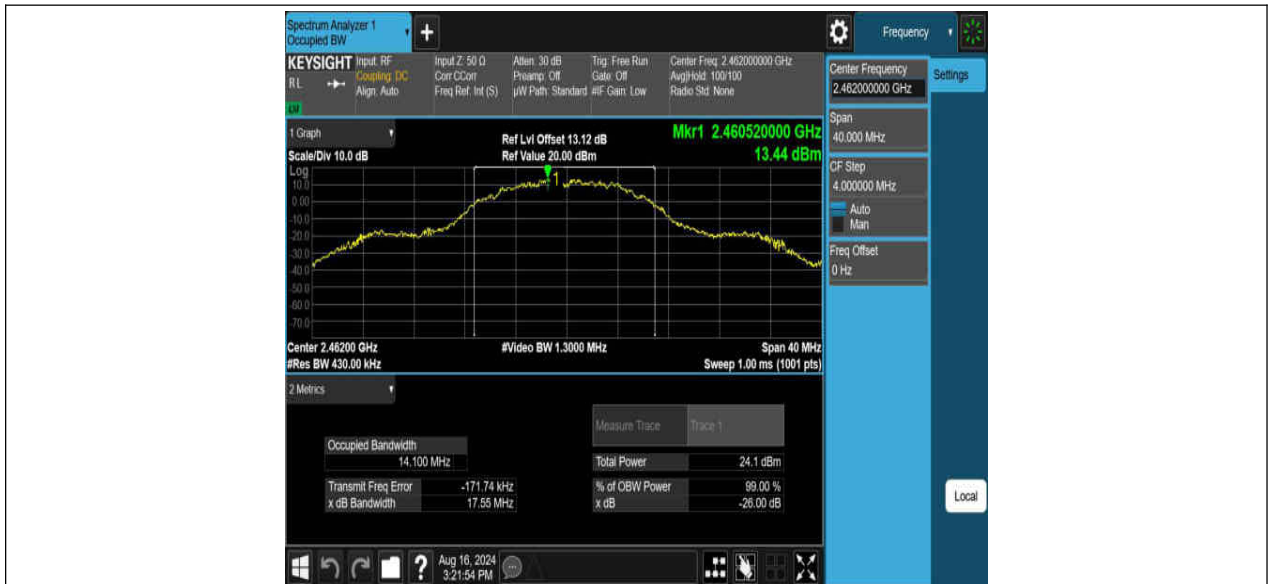 Spectrum Analyzer 1
Occupied BW
+
Frequency
KEYSIGHT
RL
Input: RF
Coupling: DC
Align: Auto
Input Z: 50 Ω
Corr CCorr
Freq Ref: Int (S)
Atten: 30 dB
Preamp: Off
µW Path: Standard
Trig: Free Run
Gate: Off
#IF Gain: Low
Center Freq: 2.462000000 GHz
Avg|Hold: 100/100
Radio Std: None
1 Graph
Scale/Div 10.0 dB
Ref Lvl Offset 13.12 dB
Ref Value 20.00 dBm
Mkr1 2.460520000 GHz
13.44 dBm
Log
10.0
0.00
-10.0
-20.0
-30.0
-40.0
-50.0
-60.0
-70.0
1
Center 2.46200 GHz
#Res BW 430.00 kHz
#Video BW 1.3000 MHz
Span 40 MHz
Sweep 1.00 ms (1001 pts)
2 Metrics
Measure Trace
Trace 1
Occupied Bandwidth
14.100 MHz
Total Power
24.1 dBm
Transmit Freq Error
-171.74 kHz
% of OBW Power
99.00 %
x dB Bandwidth
17.55 MHz
x dB
-26.00 dB
Center Frequency
2.462000000 GHz
Settings
Span
40.000 MHz
CF Step
4.000000 MHz
Auto
Man
Freq Offset
0 Hz
Local
?
Aug 16, 2024
3:21:54 PM